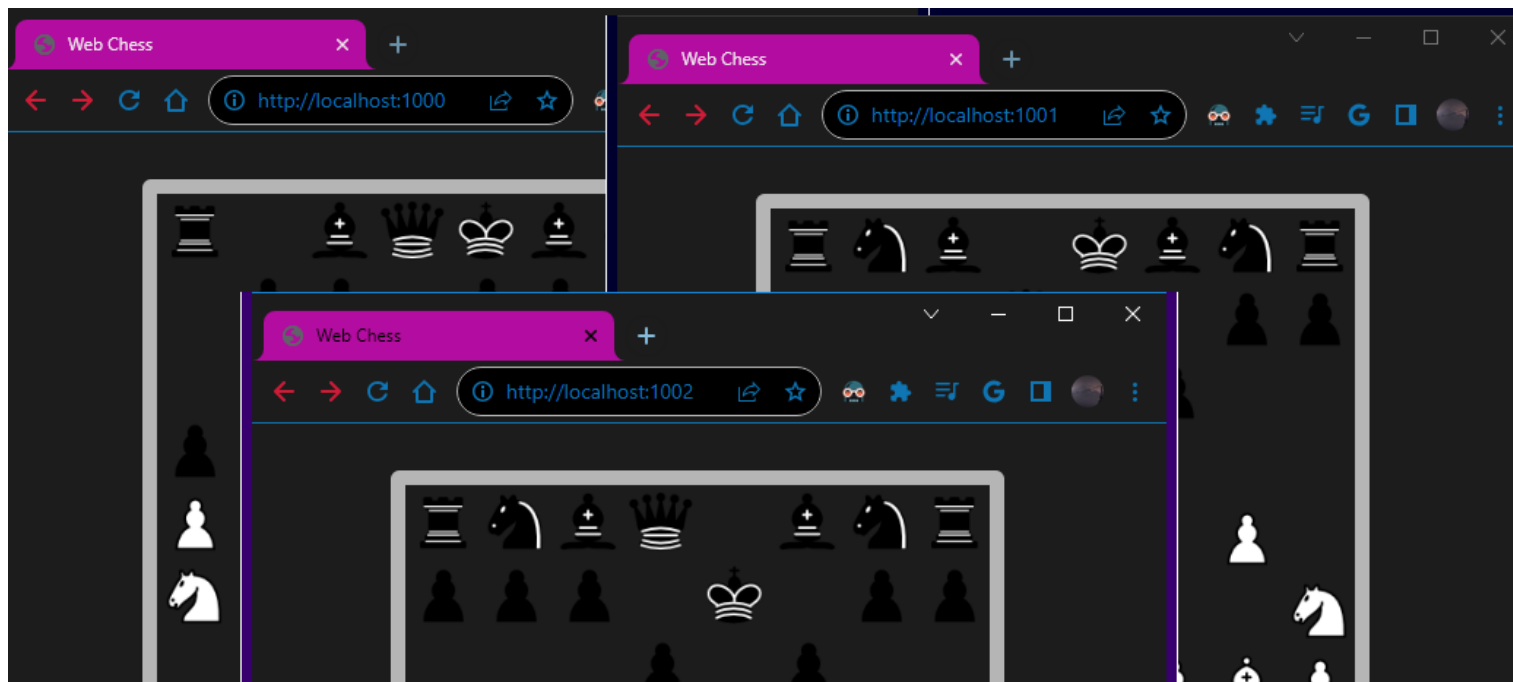 Web Chess
http://localhost:1000
Web Chess
http://localhost:1001
G
Web Chess
http://localhost:1002
G